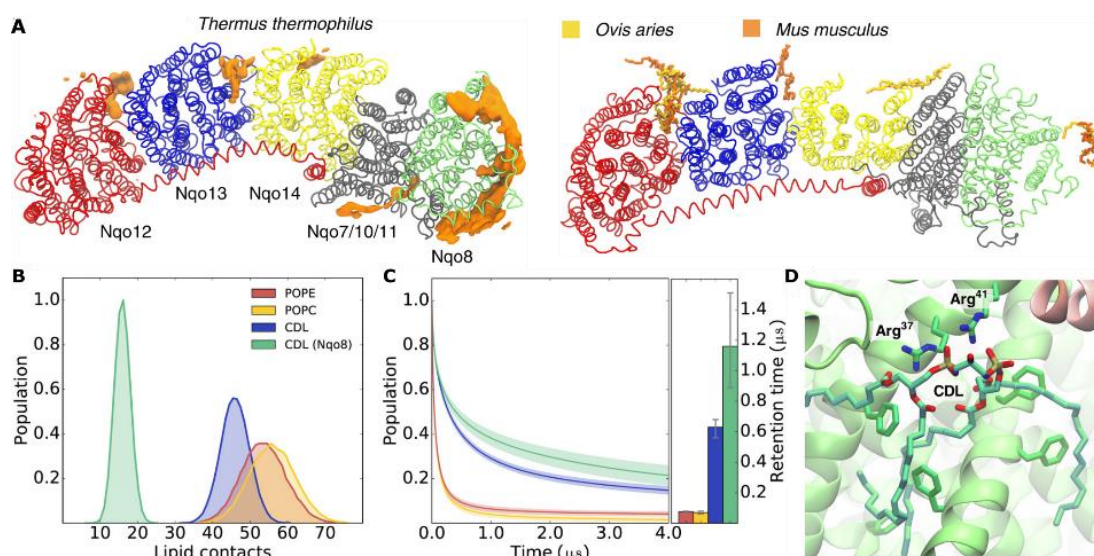 A
Thermus thermophilus
Ovis aries
Mus musculus
Nqo13
Nqo14
Nqo12
Nqo7/10/11
Nqo8
B
1.0
0.8
0.6
0.4
0.2
Population
10 20 30 40 50 60 70
Lipid contacts
POPE
POPC
CDL
CDL (Nqo8)
C
1.0
0.8
0.6
0.4
0.2
Population
0.0 1.0 2.0 3.0 4.0
Time (μs)
1.4
1.2
1.0
0.8
0.6
0.4
0.2
Retention time (μs)
D
Arg41
Arg37
CDL